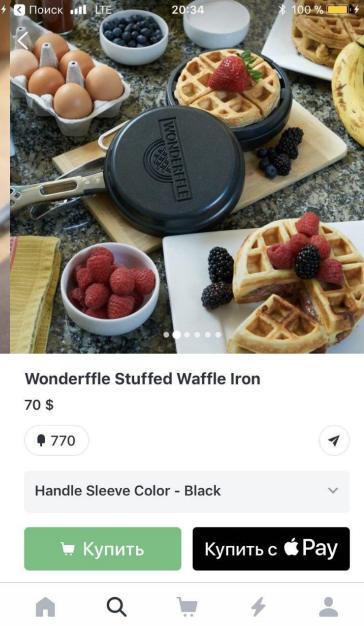 Поиск LTE 20:34 100 %
WONDERFFLE
Wonderffle Stuffed Waffle Iron
70 $
770
Handle Sleeve Color - Black
Купить
Купить с Pay